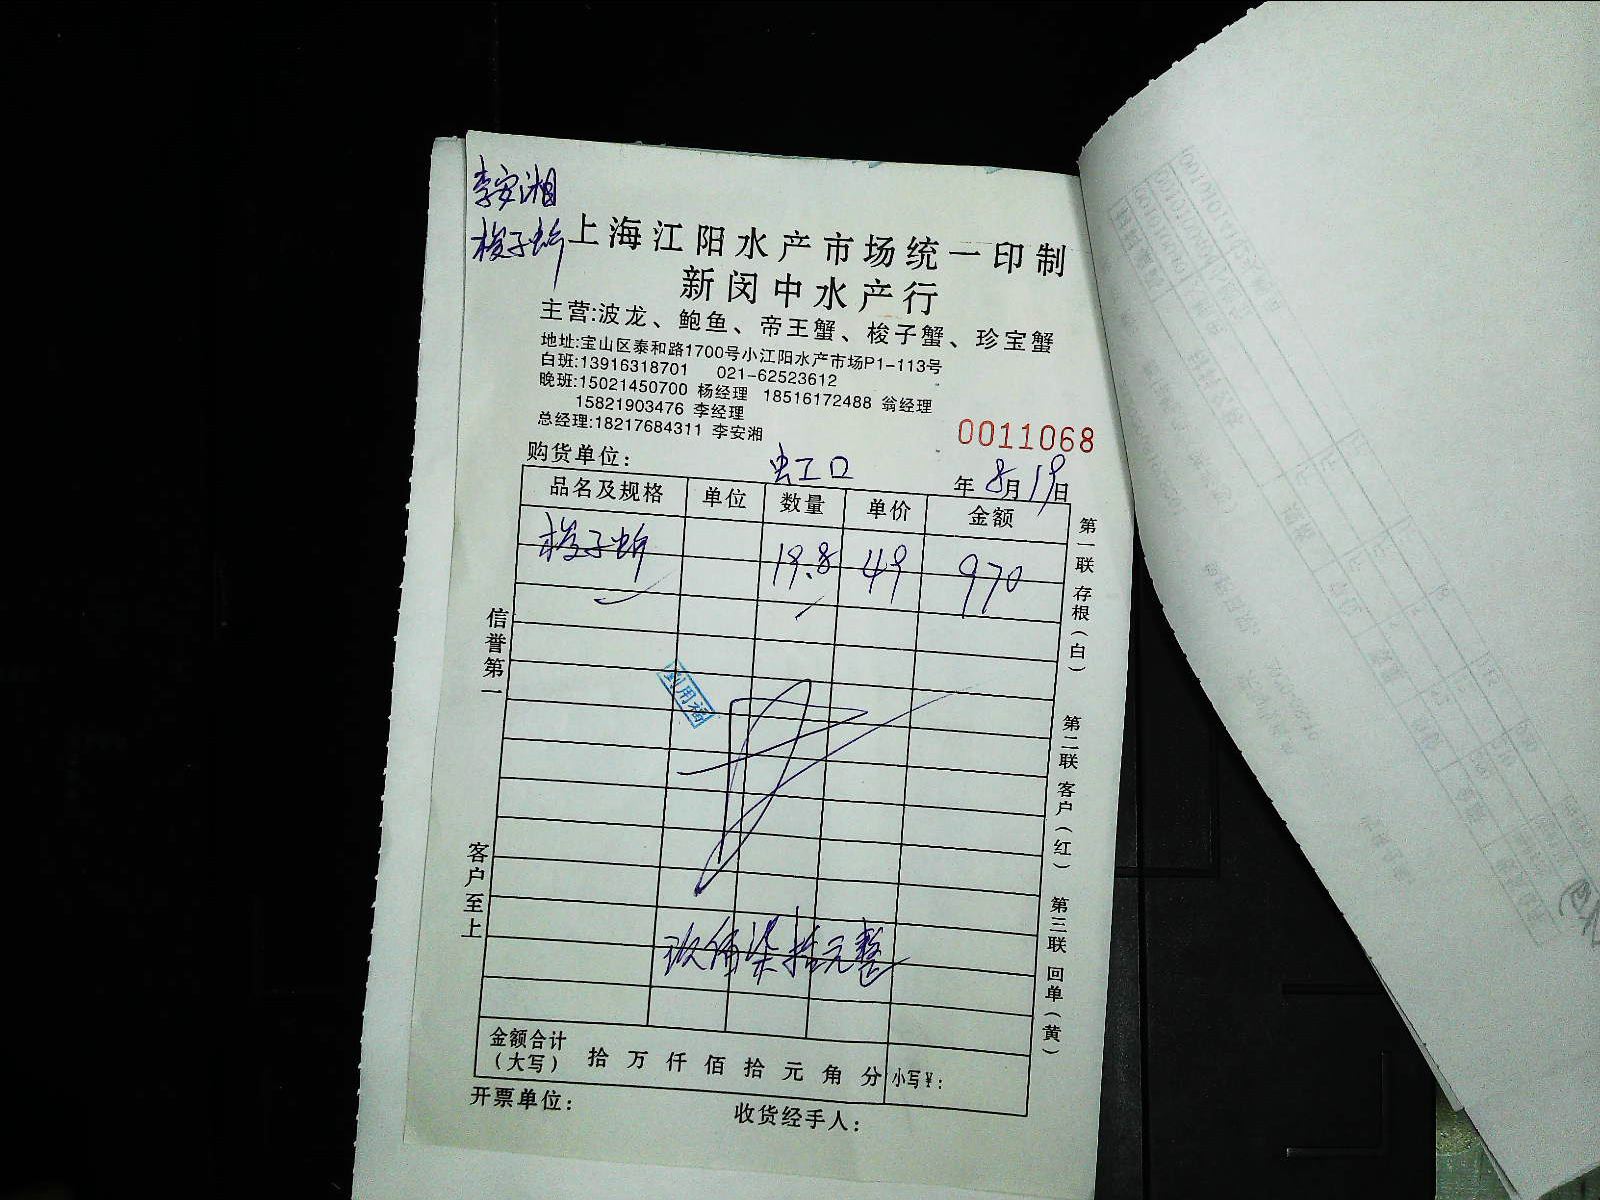 李安湘
梭子蚧
上海江阳水产市场统一印制
新闵中水产行
主营:波龙、鲍鱼、帝王蟹、梭子蟹、珍宝蟹
地址:宝山区泰和路1700号小江阳水产市场P1-113号
白班:13916318701 021-62523612
晚班:15021450700 杨经理 18516172488 翁经理
15821903476 李经理
总经理:18217684311 李安湘
0011068
购货单位: 虹口
年 8月19日
品名及规格 单位 数量 单价 金额
梭子蚧 19.8 49 970
玖佰柒拾元整
金额合计
(大写) 拾 万 仟 佰 拾 元 角 分 小写¥:
开票单位: 收货经手人:
信誉第一
客户至上
第一联 存根(白)
第二联 客户(红)
第三联 回单(黄)